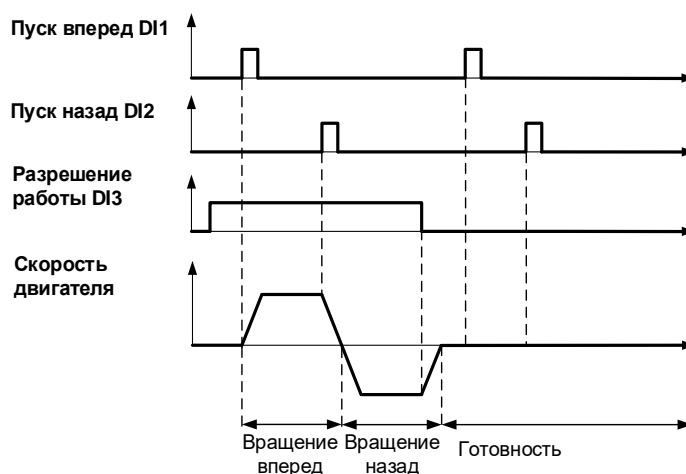 Пуск вперед DI1
Пуск назад DI2
Разрешение
работы DI3
Скорость
двигателя
Вращение
вперед
Вращение
назад
Готовность